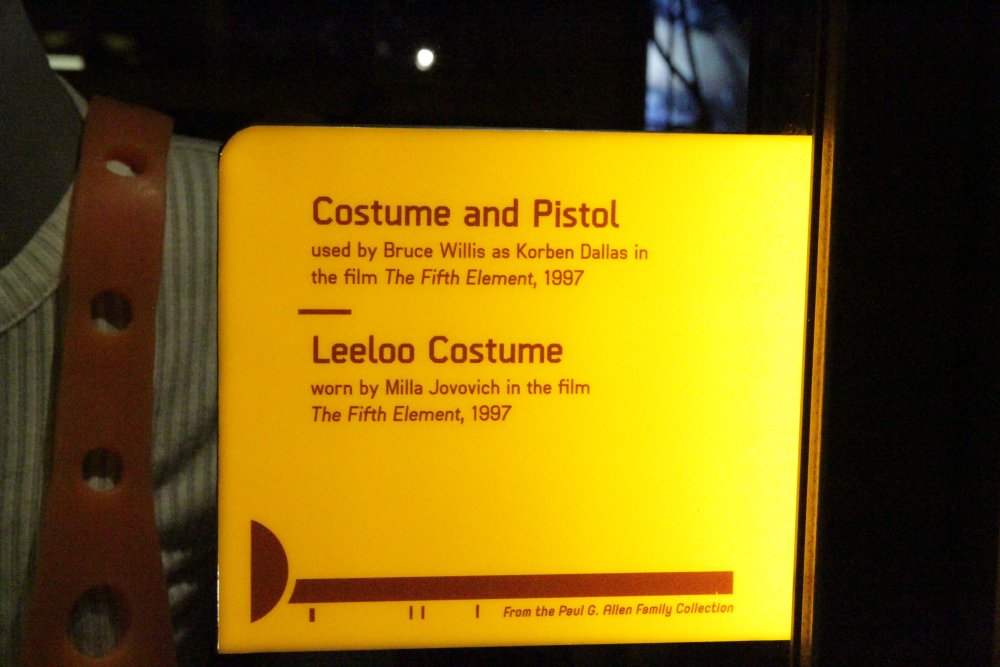 Costume and Pistol
used by Bruce Willis as Korben Dallas in
the film The Fifth Element, 1997
Leeloo Costume
worn by Milla Jovovich in the film
The Fifth Element, 1997
From the Paul G. Allen Family Collection